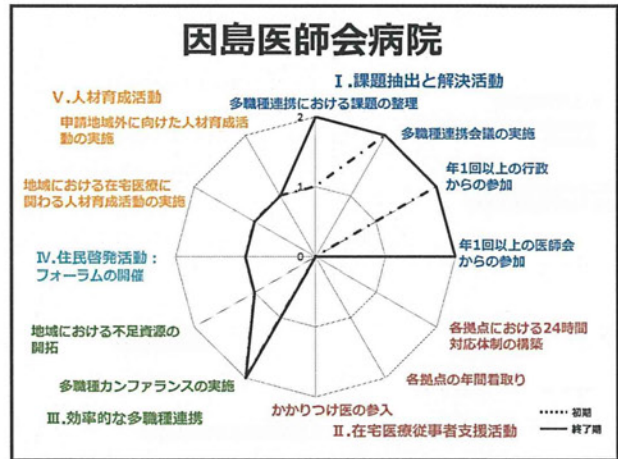 因島医師会病院
Ⅰ.課題抽出と解決活動
多職種連携における課題の整理
多職種連携会議の実施
年1回以上の行政
からの参加
年1回以上の医師会
からの参加
各拠点における24時間
対応体制の構築
各拠点の年間看取り
かかりつけ医の参入
Ⅱ.在宅医療従事者支援活動
多職種カンファランスの実施
Ⅲ.効率的な多職種連携
地域における不足資源の
開拓
Ⅳ.住民啓発活動：
フォーラムの開催
地域における在宅医療に
関わる人材育成活動の実施
Ⅴ.人材育成活動
申請地域外に向けた人材育成活
動の実施
2
1
0
初期
終了期